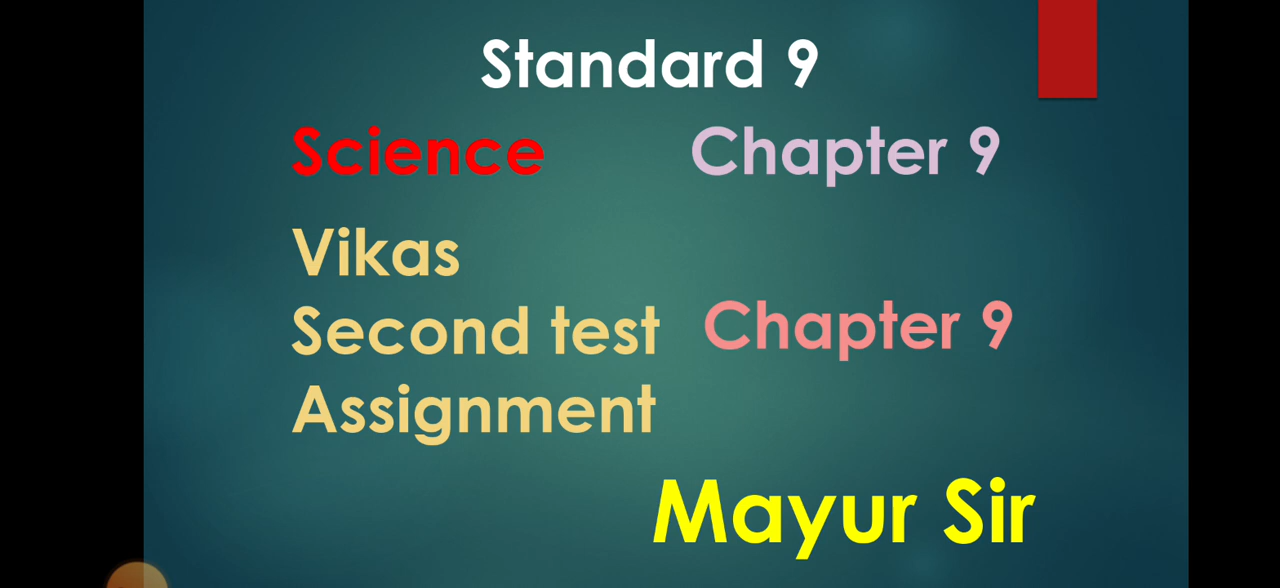 Standard 9
Science Chapter 9
Vikas
Second test Chapter 9
Assignment
Mayur Sir